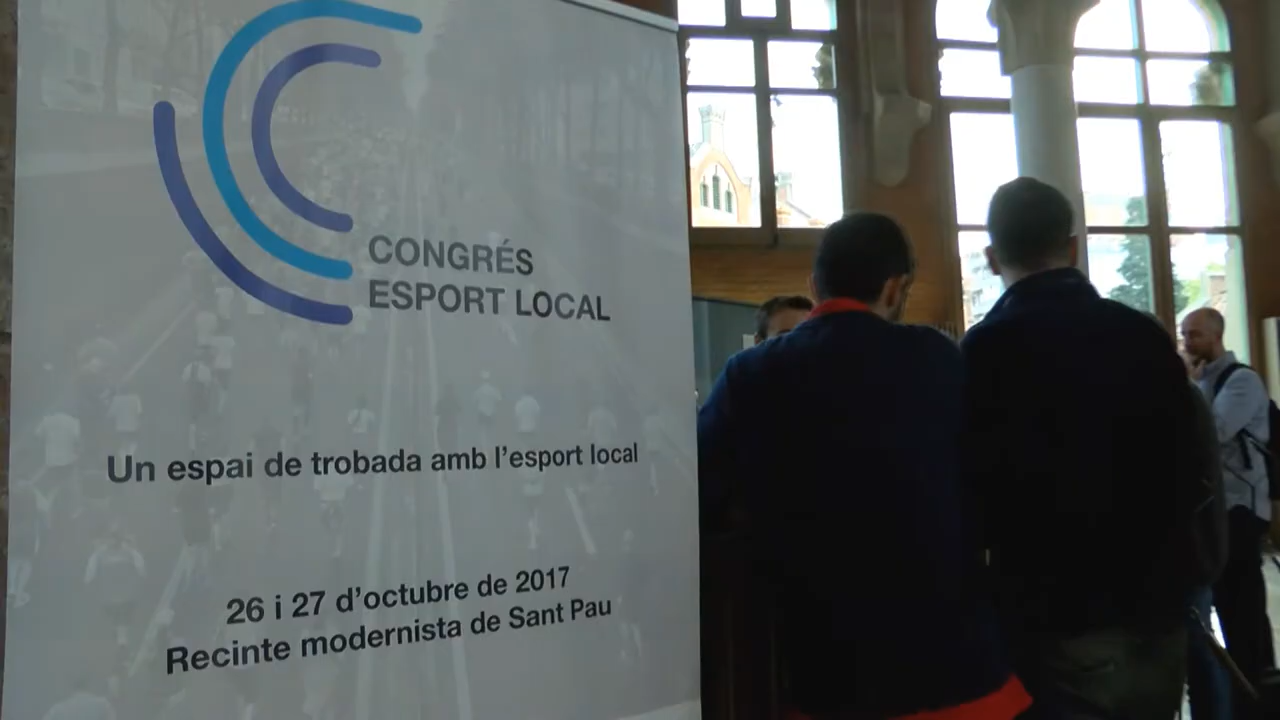 CONGRÉS
ESPORT LOCAL
Un espai de trobada amb l'esport local
26 i 27 d'octubre de 2017
Recinte modernista de Sant Pau